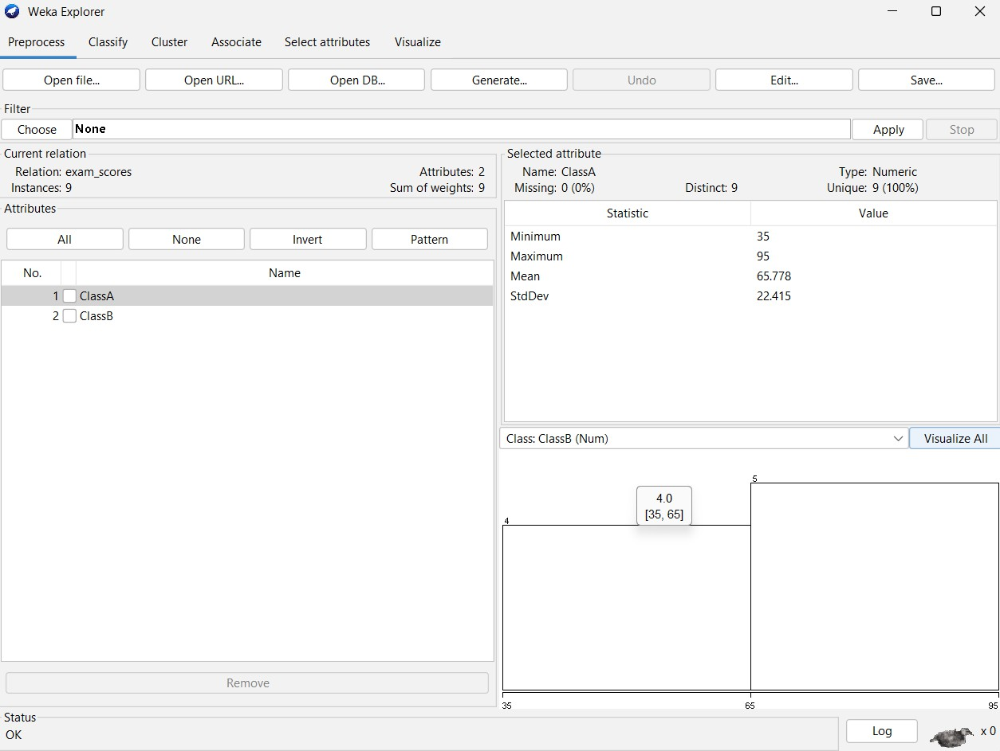 Weka Explorer
Preprocess Classify Cluster Associate Select attributes Visualize
Open file... Open URL... Open DB... Generate... Undo Edit... Save...
Filter
Choose None Apply Stop
Current relation
Relation: exam_scores Attributes: 2
Instances: 9 Sum of weights: 9
Attributes
All None Invert Pattern
No. Name
1 ClassA
2 ClassB
Remove
Selected attribute
Name: ClassA Type: Numeric
Missing: 0 (0%) Distinct: 9 Unique: 9 (100%)
Statistic Value
Minimum 35
Maximum 95
Mean 65.778
StdDev 22.415
Class: ClassB (Num) Visualize All
5
4.0
[35, 65]
4
35 65 95
Status
OK
Log x 0